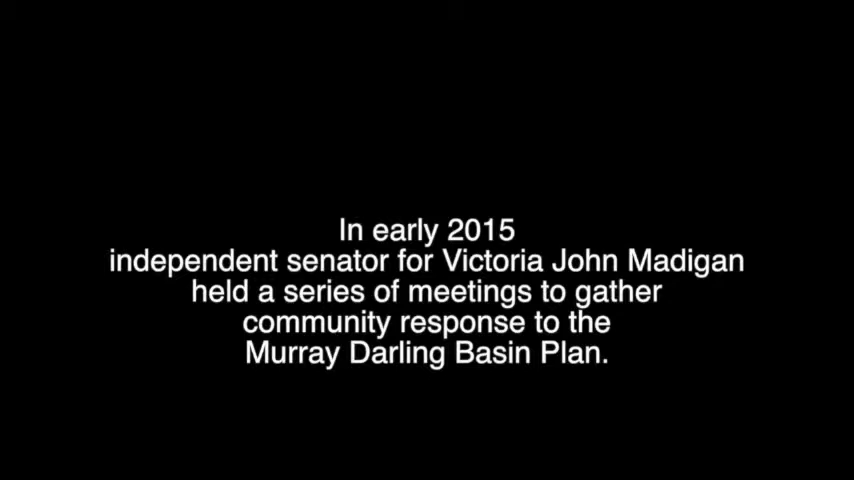 In early 2015
independent senator for Victoria John Madigan
held a series of meetings to gather
community response to the
Murray Darling Basin Plan.